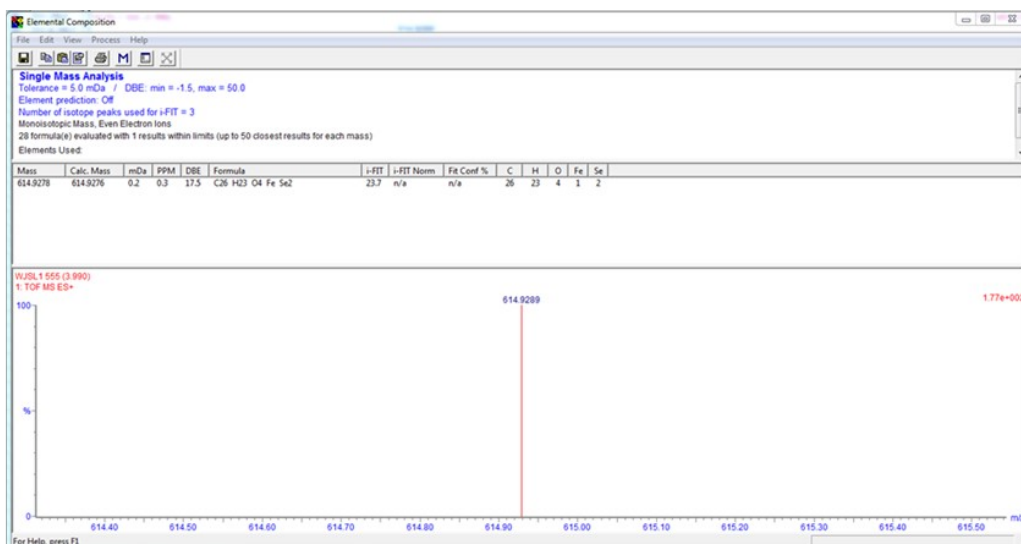 Elemental Composition
File Edit View Process Help
M
Single Mass Analysis
Tolerance = 5.0 mDa / DBE: min = -1.5, max = 50.0
Element prediction: Off
Number of isotope peaks used for i-FIT = 3
Monoisotopic Mass, Even Electron Ions
28 formula(e) evaluated with 1 results within limits (up to 50 closest results for each mass)
Elements Used:
Mass Calc. Mass mDa PPM DBE Formula i-FIT i-FIT Norm Fit Conf % C H O Fe Se
614.9278 614.9276 0.2 0.3 17.5 C26 H23 O4 Fe Se2 23.7 n/a n/a 26 23 4 1 2
WJSL1 555 (3.990)
1: TOF MS ES+
614.9289
1.77e+002
100
%
0
614.40 614.50 614.60 614.70 614.80 614.90 615.00 615.10 615.20 615.30 615.40 615.50
For Help, press F1